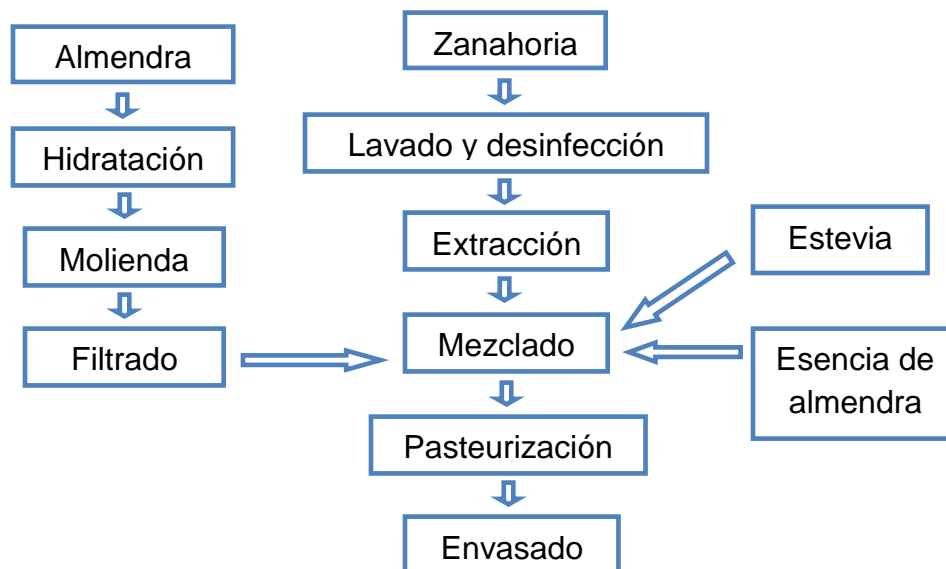 Almendra
Hidratación
Molienda
Filtrado
Zanahoria
Lavado y desinfección
Extracción
Mezclado
Pasteurización
Envasado
Estevia
Esencia de
almendra